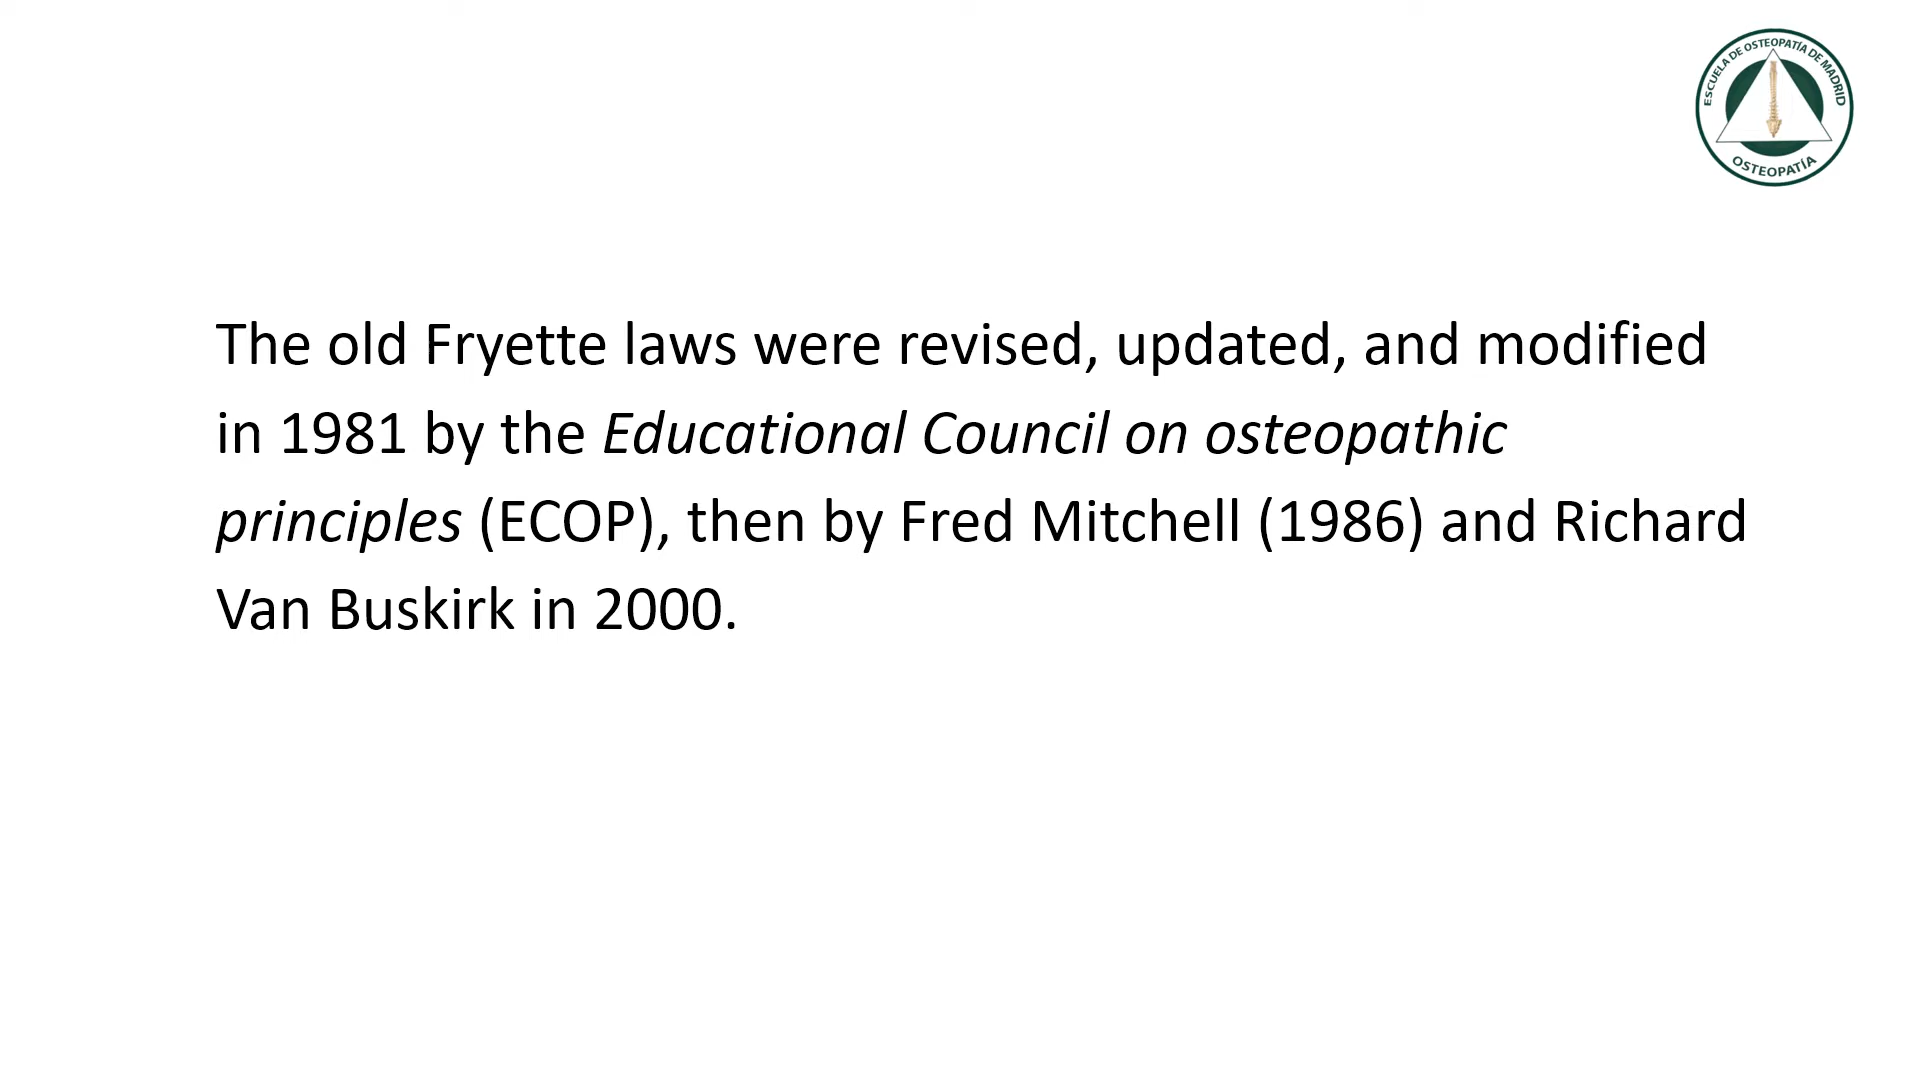 ESCUELA DE OSTEOPATÍA DE MADRID
OSTEOPATÍA
The old Fryette laws were revised, updated, and modified
in 1981 by the Educational Council on osteopathic
principles (ECOP), then by Fred Mitchell (1986) and Richard
Van Buskirk in 2000.